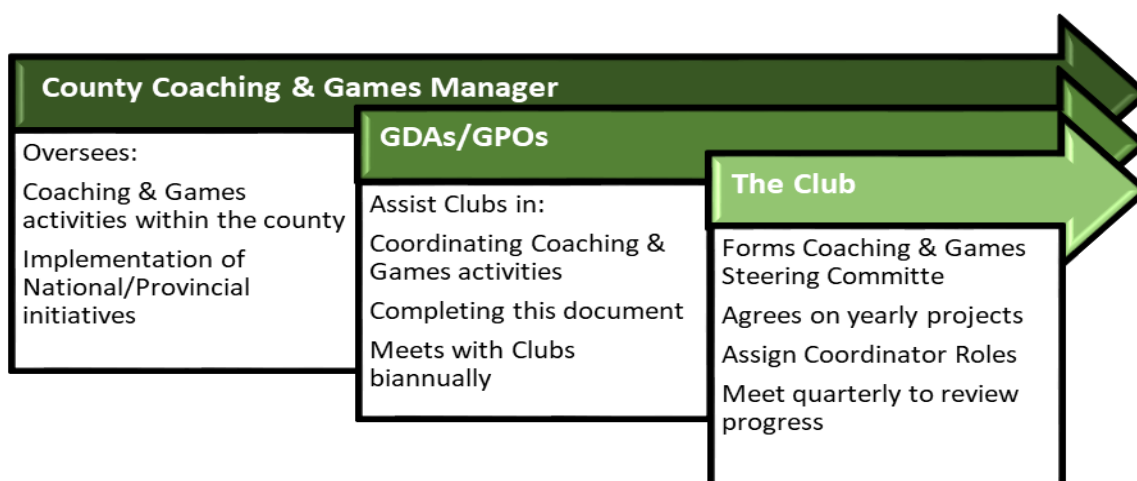 County Coaching & Games Manager
Oversees:
Coaching & Games
activities within the county
Implementation of
National/Provincial
initiatives
GDAs/GPOs
Assist Clubs in:
Coordinating Coaching &
Games activities
Completing this document
Meets with Clubs
biannually
The Club
Forms Coaching & Games
Steering Committe
Agrees on yearly projects
Assign Coordinator Roles
Meet quarterly to review
progress